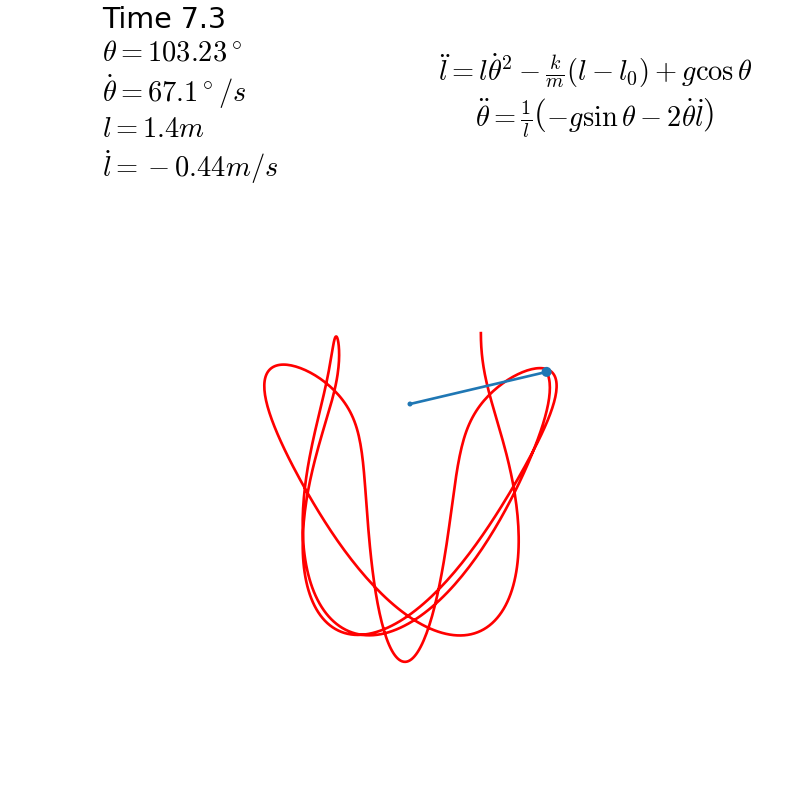 Time 7.3
θ = 103.23°
θ̇ = 67.1°/s
l = 1.4m
l̇ = −0.44m/s
l̈ = lθ̇² − k/m(l − l₀) + g cos θ
θ̈ = 1/l(−g sin θ − 2θ̇l̇)